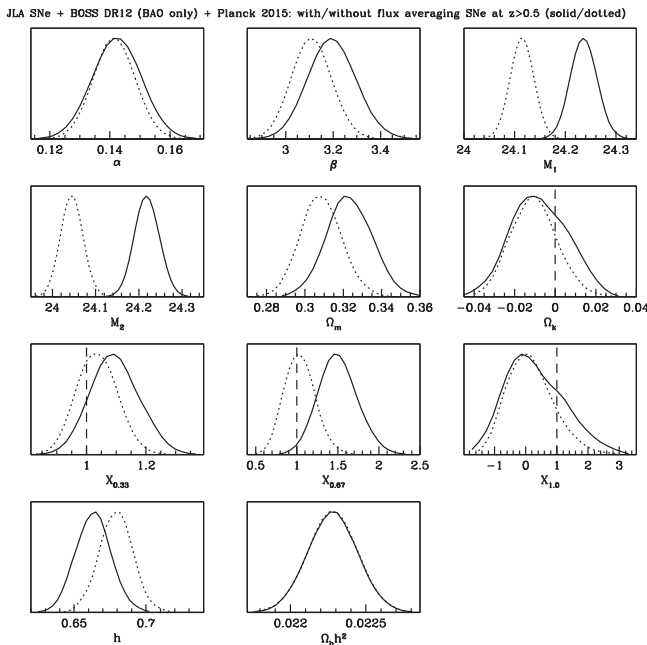 JLA SNe + BOSS DR12 (BAO only) + Planck 2015: with/without flux averaging SNe at z>0.5 (solid/dotted)
0.12 0.14 0.16
α
3 3.2 3.4
β
24 24.1 24.2 24.3
M₁
24 24.1 24.2 24.3
M₂
0.28 0.3 0.32 0.34 0.36
Ωₘ
−0.04 −0.02 0 0.02 0.04
Ωₖ
1 1.2
X₀.₃₃
0.5 1 1.5 2 2.5
X₀.₆₇
−1 0 1 2 3
X₁.₀
0.65 0.7
h
0.022 0.0225
Ω_bh²